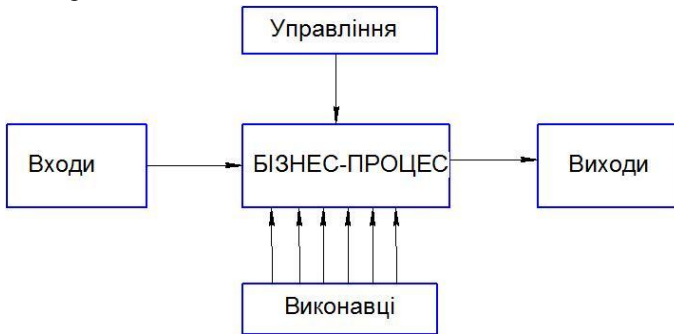 Управління
Входи
БІЗНЕС-ПРОЦЕС
Виходи
Виконавці